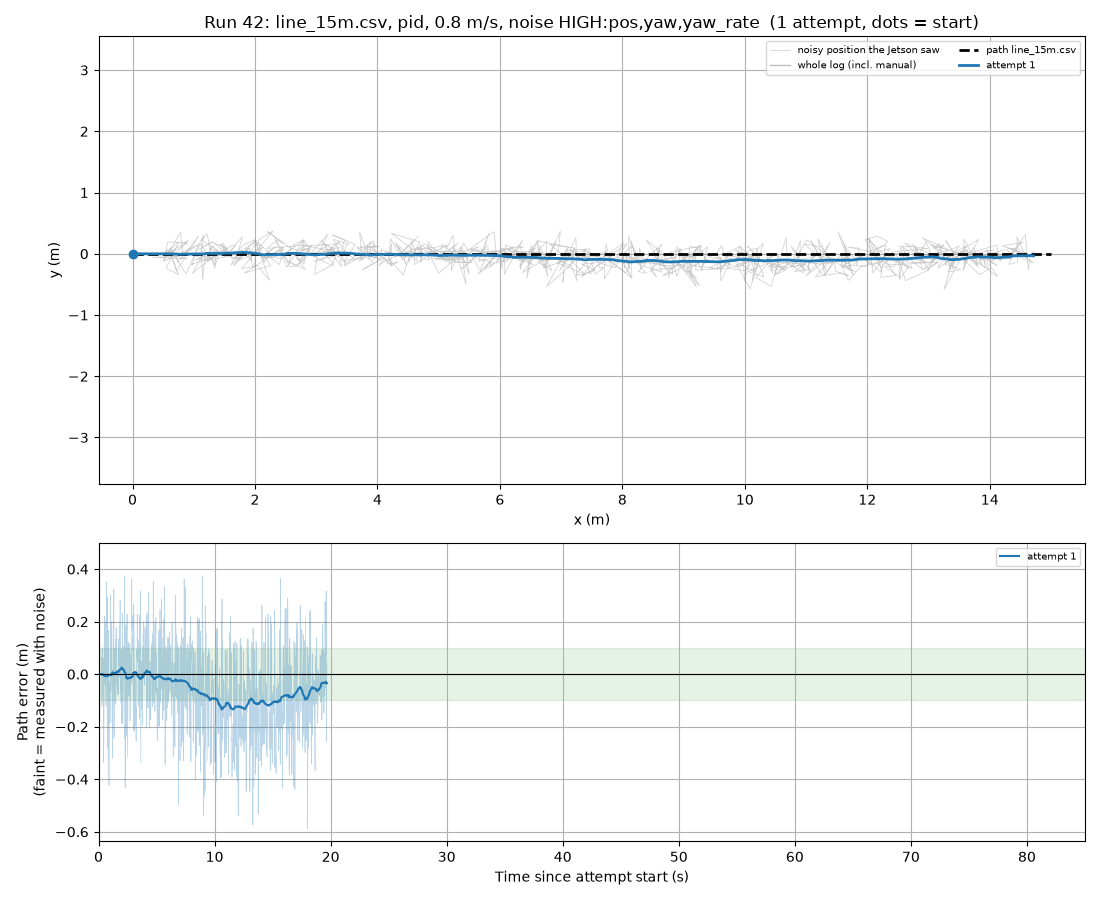 Run 42: line_15m.csv, pid, 0.8 m/s, noise HIGH:pos,yaw,yaw_rate  (1 attempt, dots = start)
noisy position the Jetson saw
whole log (incl. manual)
path line_15m.csv
attempt 1
3
2
1
0
−1
−2
−3
y (m)
0
2
4
6
8
10
12
14
x (m)
attempt 1
0.4
0.2
0.0
−0.2
−0.4
−0.6
Path error (m)
(faint = measured with noise)
0
10
20
30
40
50
60
70
80
Time since attempt start (s)